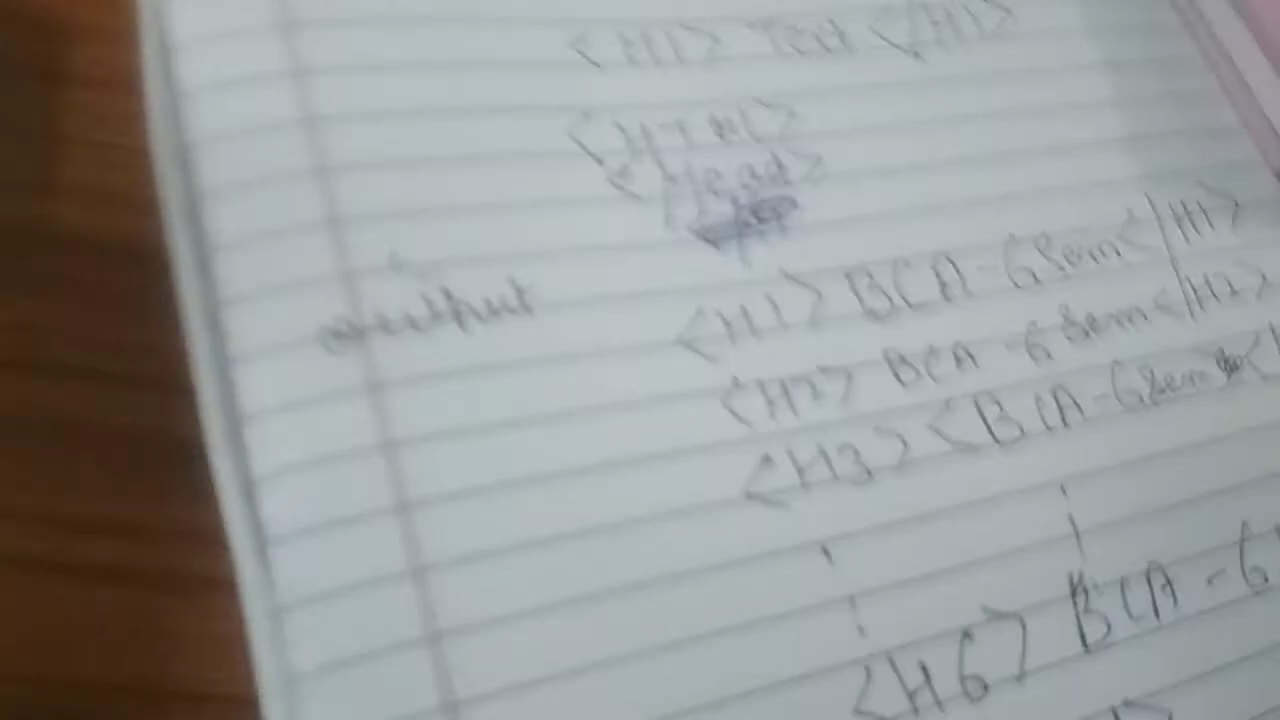 <H1> Text </H1>
<HTML>
<Head>
output
<H1> BCA - 6 Sem </H1>
<H2> BCA - 6 Sem </H2>
<H3> <BCA - 6 Sem <
<H6> BCA - 6